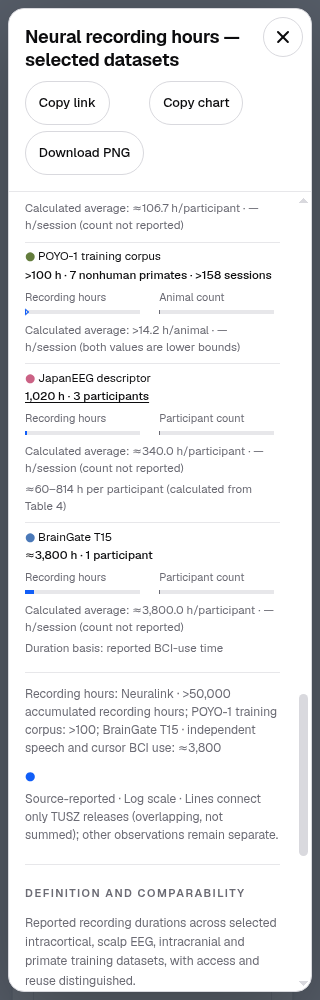 Neural recording hours —
selected datasets
Copy link
Copy chart
Download PNG
Calculated average: ≈106.7 h/participant · —
h/session (count not reported)
POYO-1 training corpus
>100 h · 7 nonhuman primates · >158 sessions
Recording hours
Animal count
Calculated average: >14.2 h/animal · —
h/session (both values are lower bounds)
JapanEEG descriptor
1,020 h · 3 participants
Recording hours
Participant count
Calculated average: ≈340.0 h/participant · —
h/session (count not reported)
≈60–814 h per participant (calculated from
Table 4)
BrainGate T15
≈3,800 h · 1 participant
Recording hours
Participant count
Calculated average: ≈3,800.0 h/participant · —
h/session (count not reported)
Duration basis: reported BCI-use time
Recording hours: Neuralink · >50,000
accumulated recording hours; POYO-1 training
corpus: >100; BrainGate T15 · independent
speech and cursor BCI use: ≈3,800
Source-reported · Log scale · Lines connect
only TUSZ releases (overlapping, not
summed); other observations remain separate.
DEFINITION AND COMPARABILITY
Reported recording durations across selected
intracortical, scalp EEG, intracranial and
primate training datasets, with access and
reuse distinguished.